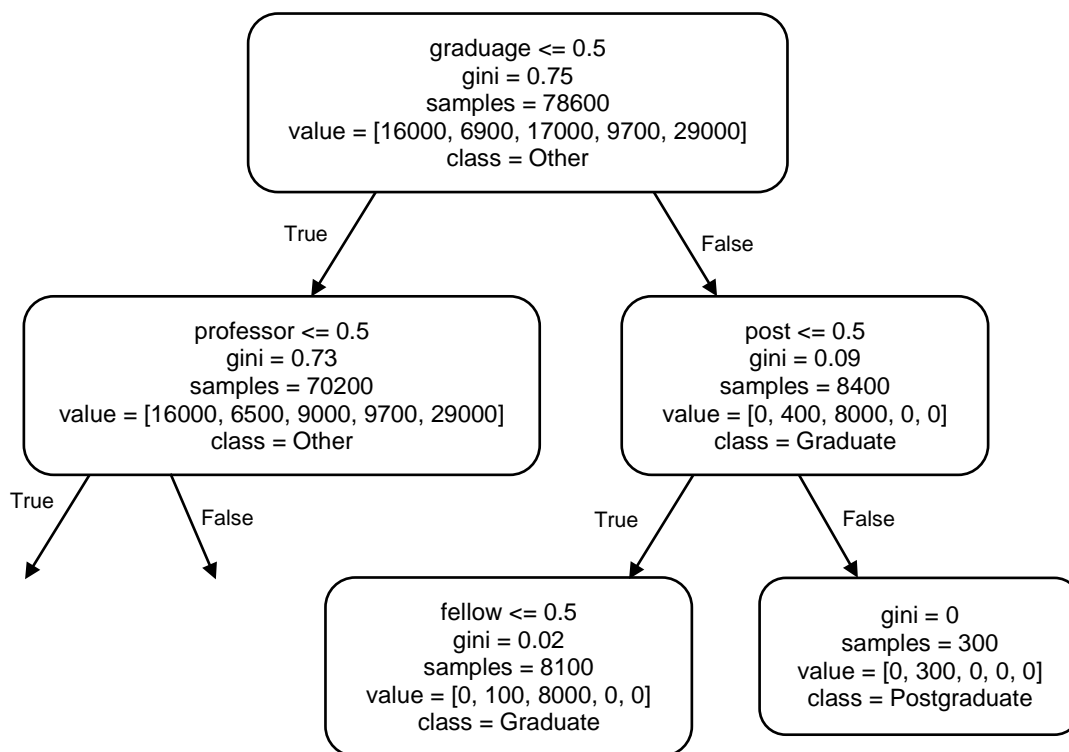 graduage <= 0.5
gini = 0.75
samples = 78600
value = [16000, 6900, 17000, 9700, 29000]
class = Other
True
False
professor <= 0.5
gini = 0.73
samples = 70200
value = [16000, 6500, 9000, 9700, 29000]
class = Other
post <= 0.5
gini = 0.09
samples = 8400
value = [0, 400, 8000, 0, 0]
class = Graduate
True
False
True
False
fellow <= 0.5
gini = 0.02
samples = 8100
value = [0, 100, 8000, 0, 0]
class = Graduate
gini = 0
samples = 300
value = [0, 300, 0, 0, 0]
class = Postgraduate